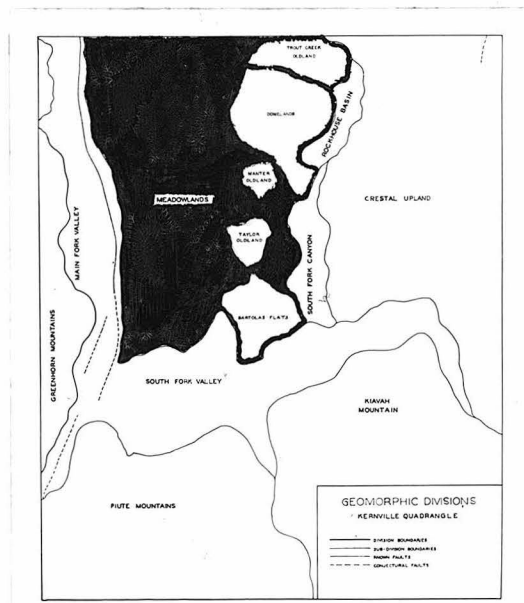 TROUT CREEK
OLDLAND
DOMELANDS
ROCKHOUSE BASIN
MANTER
OLDLAND
MEADOWLANDS
CRESTAL UPLAND
TAYLOR
OLDLAND
MAIN FORK VALLEY
SOUTH FORK CANYON
GREENHORN MOUNTAINS
BARTOLAS FLATS
SOUTH FORK VALLEY
KIAVAH
MOUNTAIN
PIUTE MOUNTAINS
GEOMORPHIC DIVISIONS
KERNVILLE QUADRANGLE
DIVISION BOUNDARIES
SUB-DIVISION BOUNDARIES
KNOWN FAULTS
CONJECTURAL FAULTS